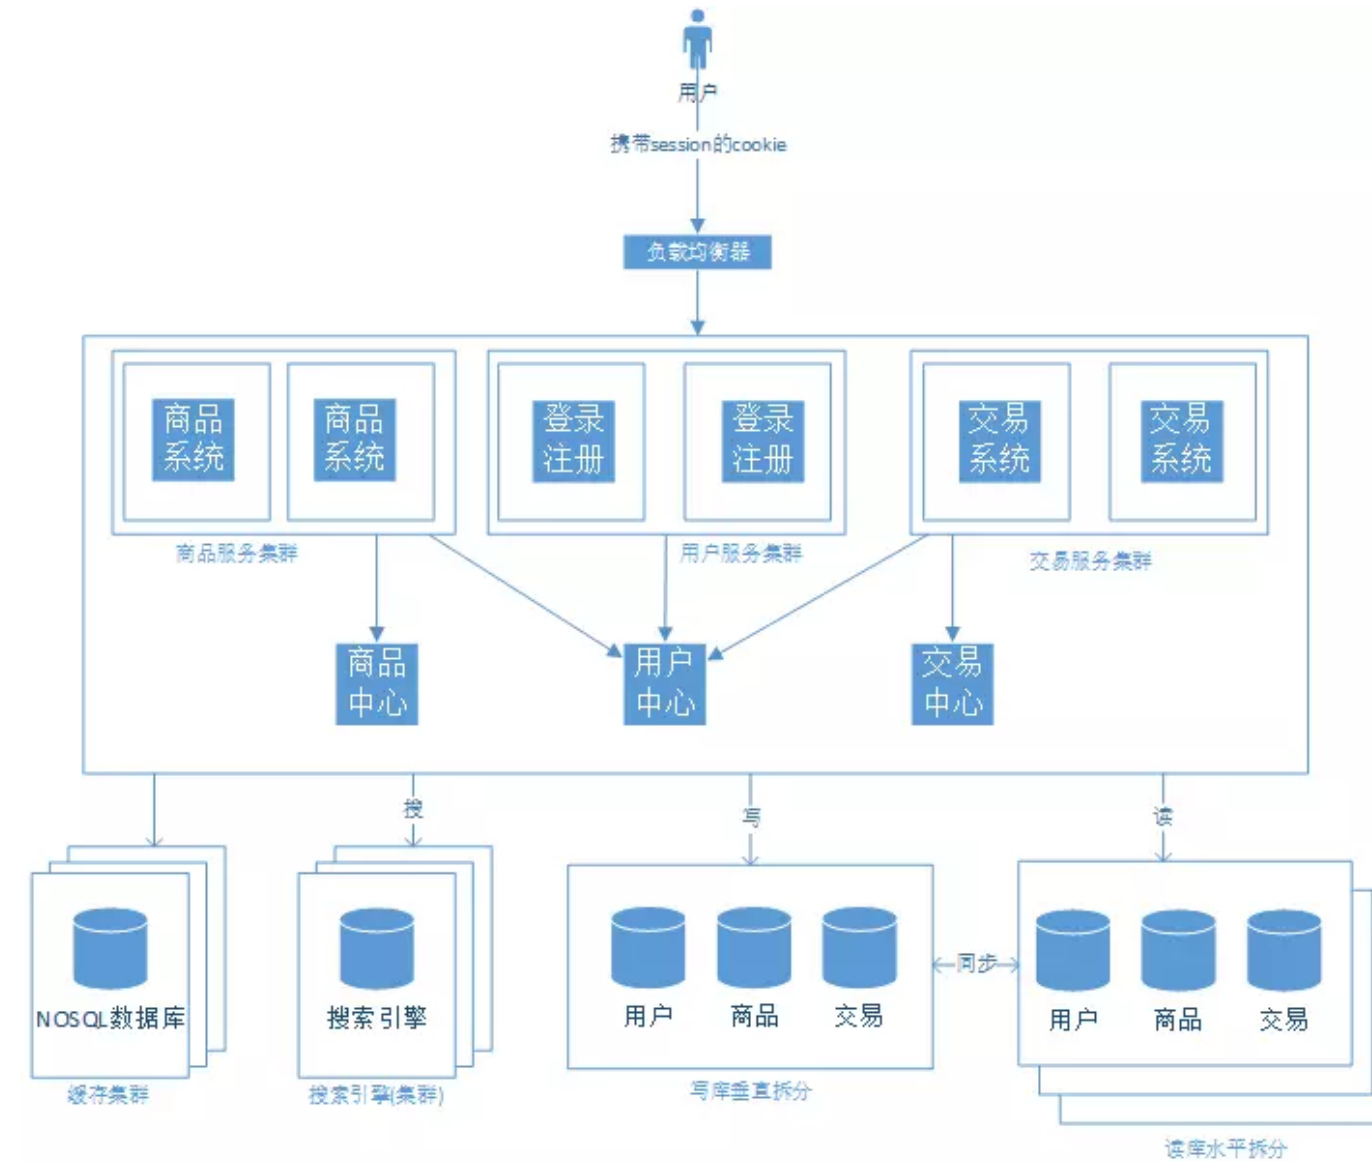 用户
携带session的cookie
负载均衡器
商品
系统
商品
系统
登录
注册
登录
注册
交易
系统
交易
系统
商品服务集群
用户服务集群
交易服务集群
商品
中心
用户
中心
交易
中心
搜
写
读
NOSQL数据库
搜索引擎
用户
商品
交易
同步
用户
商品
交易
缓存集群
搜索引擎(集群)
写库垂直拆分
读库水平拆分